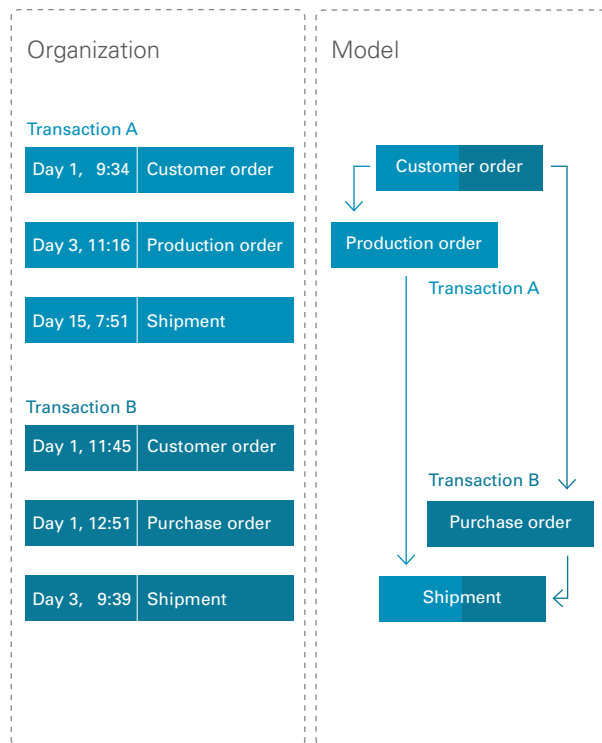 Organization
Transaction A
Day 1, 9:34 Customer order
Day 3, 11:16 Production order
Day 15, 7:51 Shipment
Transaction B
Day 1, 11:45 Customer order
Day 1, 12:51 Purchase order
Day 3, 9:39 Shipment
Model
Customer order
Production order
Transaction A
Transaction B
Purchase order
Shipment